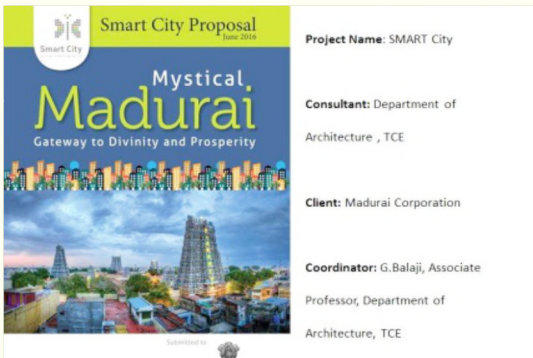 Smart City
Smart City Proposal
June 2016
Mystical
Madurai
Gateway to Divinity and Prosperity
Submitted to
Project Name: SMART City
Consultant: Department of
Architecture , TCE
Client: Madurai Corporation
Coordinator: G.Balaji, Associate
Professor, Department of
Architecture, TCE